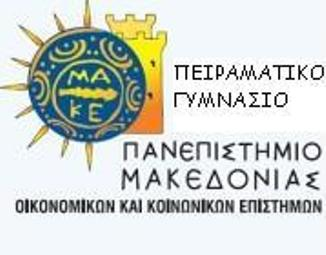 ΜΑ
ΚΕ
ΠΕΙΡΑΜΑΤΙΚΟ
ΓΥΜΝΑΣΙΟ
ΠΑΝΕΠΙΣΤΗΜΙΟ
ΜΑΚΕΔΟΝΙΑΣ
ΟΙΚΟΝΟΜΙΚΩΝ ΚΑΙ ΚΟΙΝΩΝΙΚΩΝ ΕΠΙΣΤΗΜΩΝ